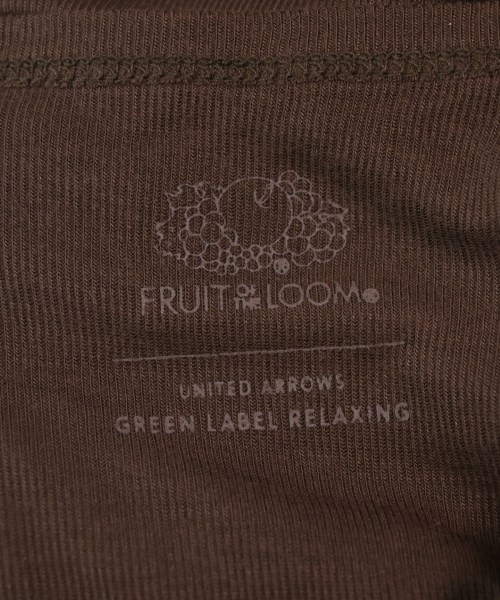 FRUIT OF THE LOOM
UNITED ARROWS
GREEN LABEL RELAXING